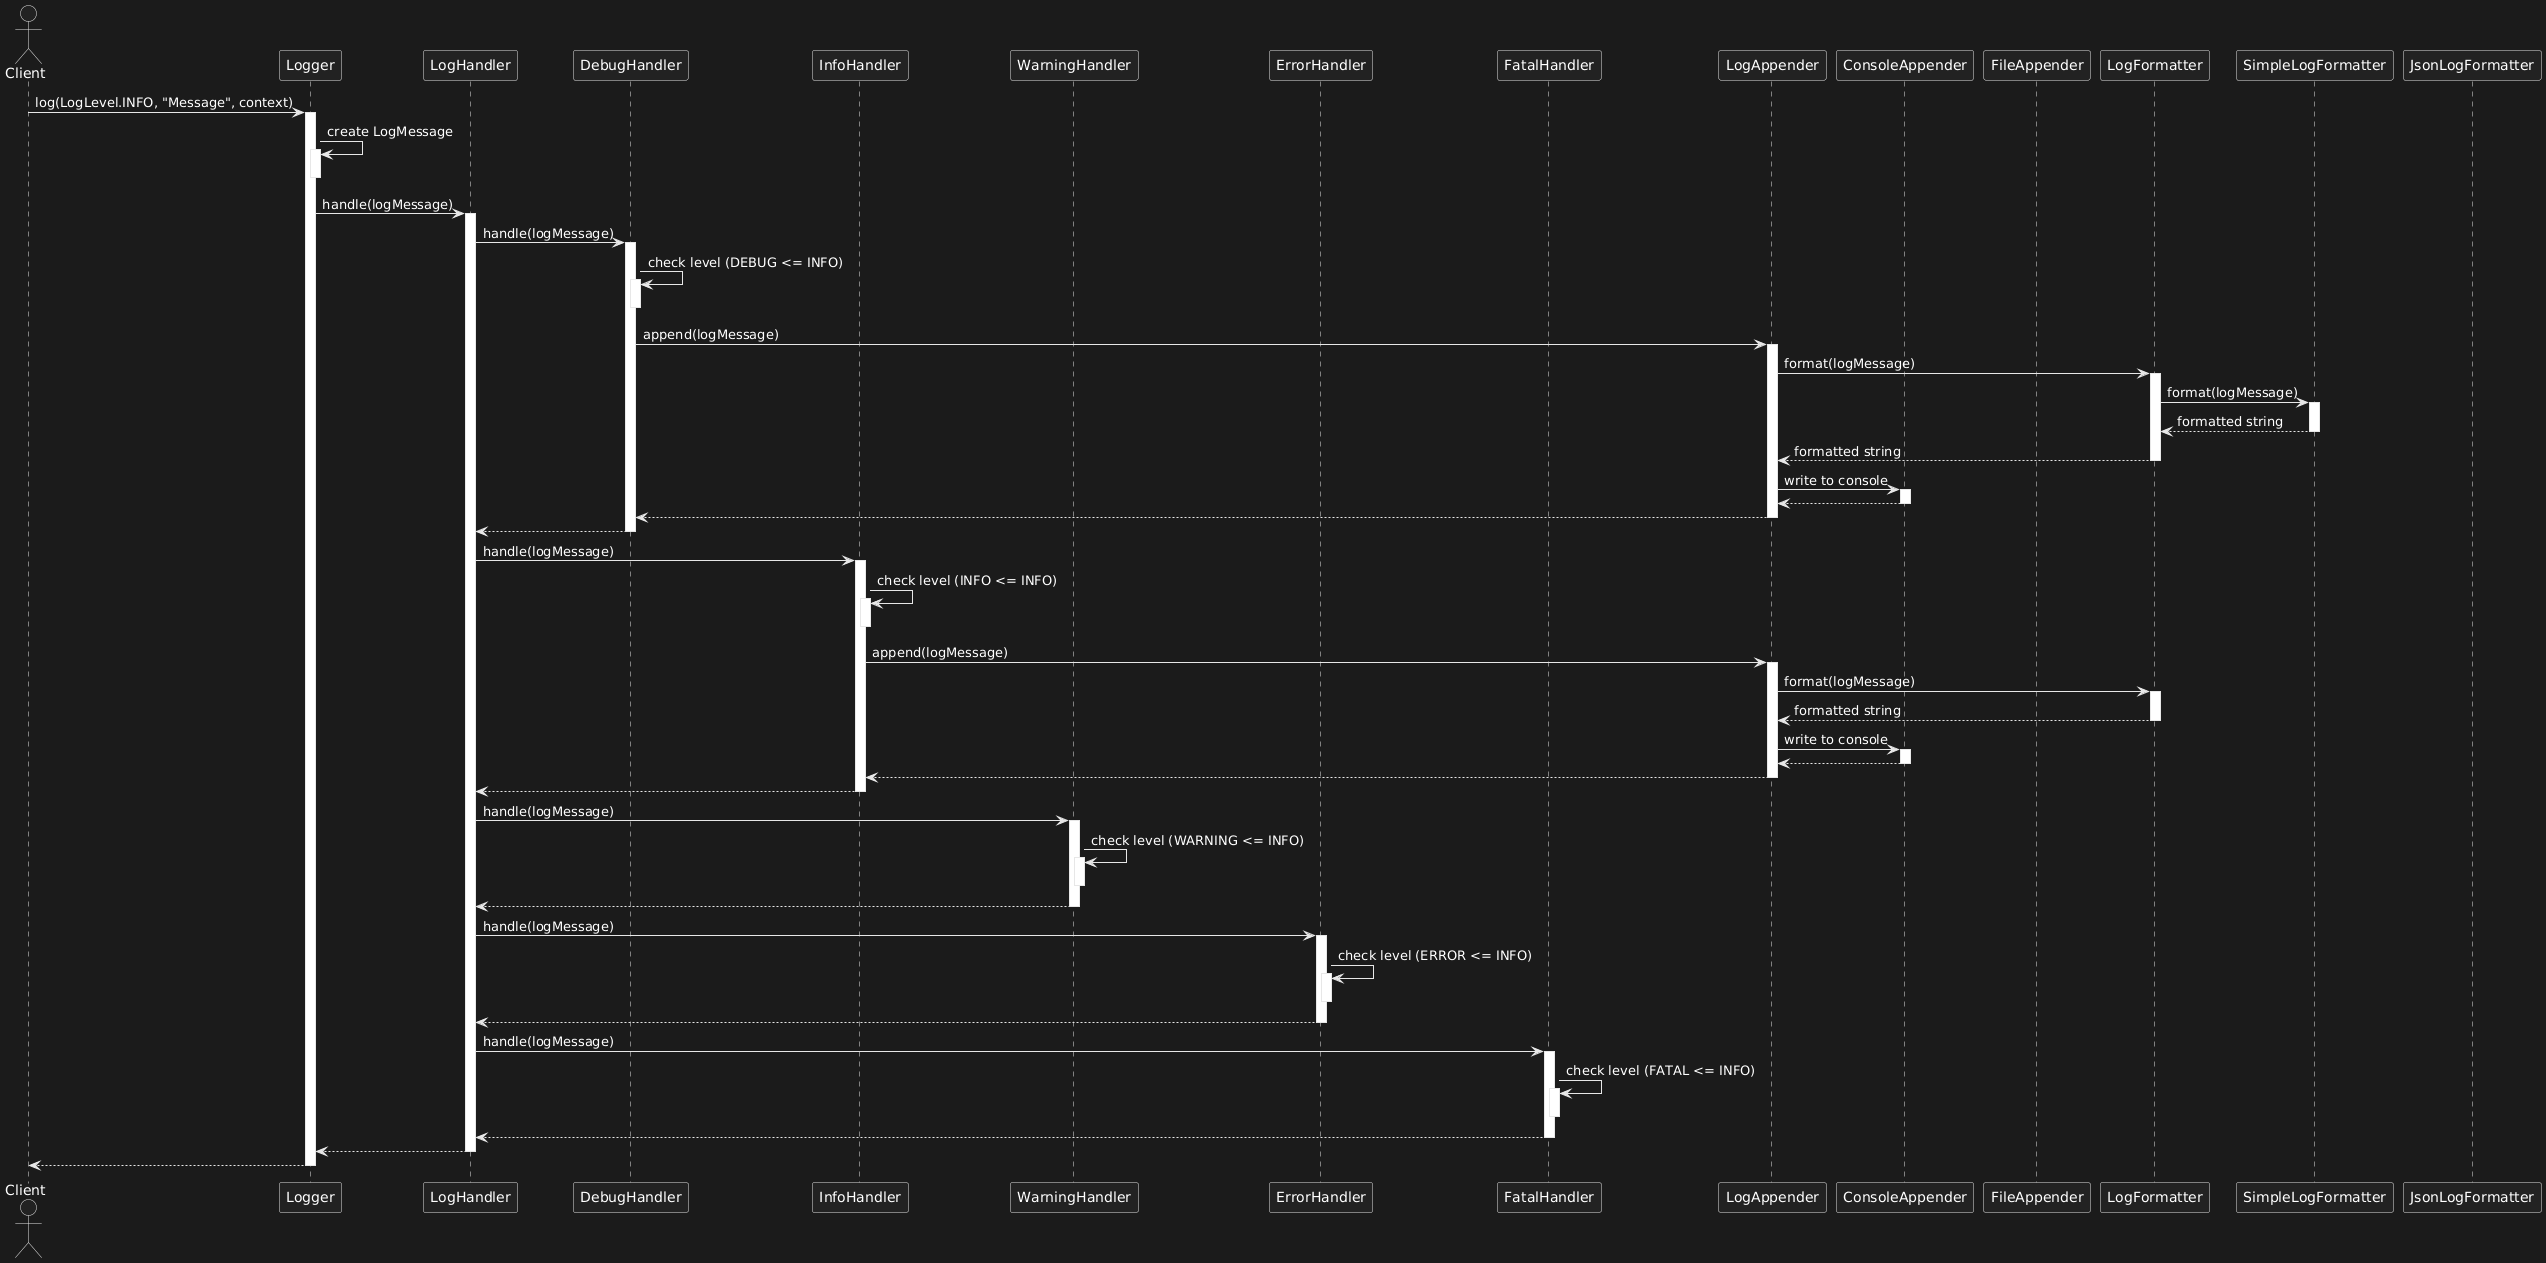 Client
Logger
LogHandler
DebugHandler
InfoHandler
WarningHandler
ErrorHandler
FatalHandler
LogAppender
ConsoleAppender
FileAppender
LogFormatter
SimpleLogFormatter
JsonLogFormatter
log(LogLevel.INFO, "Message", context)
create LogMessage
handle(logMessage)
handle(logMessage)
check level (DEBUG <= INFO)
append(logMessage)
format(logMessage)
format(logMessage)
formatted string
formatted string
write to console
handle(logMessage)
check level (INFO <= INFO)
append(logMessage)
format(logMessage)
formatted string
write to console
handle(logMessage)
check level (WARNING <= INFO)
handle(logMessage)
check level (ERROR <= INFO)
handle(logMessage)
check level (FATAL <= INFO)
Client
Logger
LogHandler
DebugHandler
InfoHandler
WarningHandler
ErrorHandler
FatalHandler
LogAppender
ConsoleAppender
FileAppender
LogFormatter
SimpleLogFormatter
JsonLogFormatter